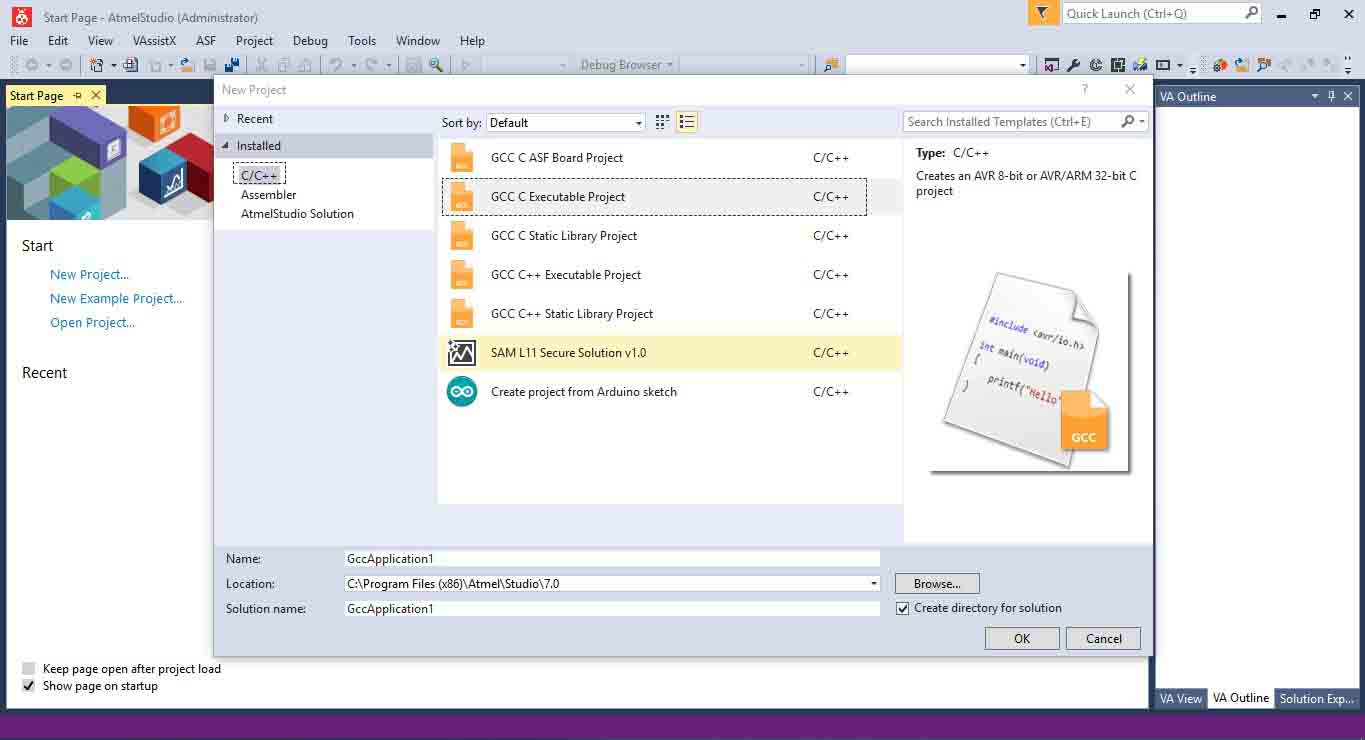 Start Page - AtmelStudio (Administrator)
Quick Launch (Ctrl+Q)
File Edit View VAssistX ASF Project Debug Tools Window Help
Debug Browser
Start Page
VA Outline
New Project
?
Recent
Installed
C/C++
Assembler
AtmelStudio Solution
Sort by: Default
Search Installed Templates (Ctrl+E)
GCC C ASF Board Project C/C++
GCC C Executable Project C/C++
GCC C Static Library Project C/C++
GCC C++ Executable Project C/C++
GCC C++ Static Library Project C/C++
SAM L11 Secure Solution v1.0 C/C++
Create project from Arduino sketch C/C++
Type: C/C++
Creates an AVR 8-bit or AVR/ARM 32-bit C
project
#include <avr/io.h>
int main(void)
{
printf("Hello"
}
GCC
Start
New Project...
New Example Project...
Open Project...
Recent
Name: GccApplication1
Location: C:\Program Files (x86)\Atmel\Studio\7.0 Browse...
Solution name: GccApplication1
Create directory for solution
OK Cancel
Keep page open after project load
Show page on startup
VA View VA Outline Solution Exp...